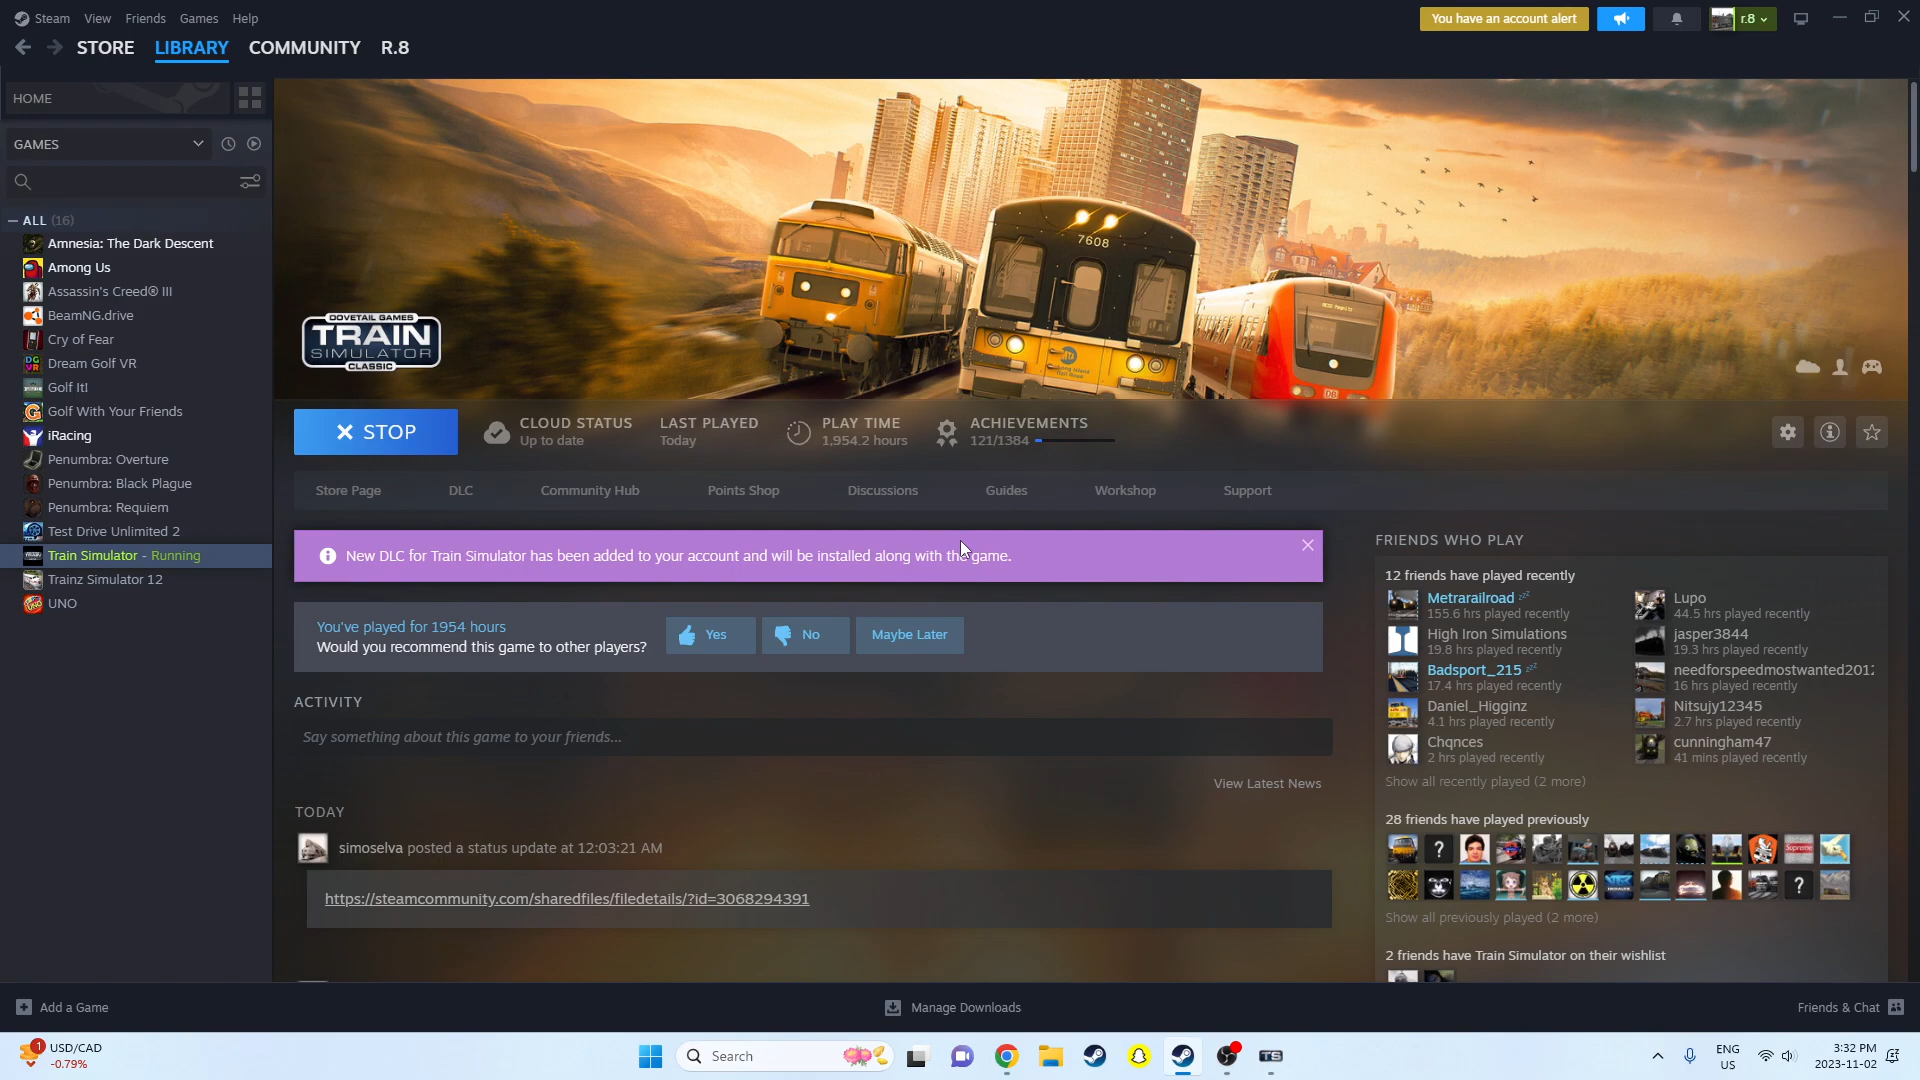 Steam View Friends Games Help
You have an account alert
r.8
STORE LIBRARY COMMUNITY R.8
HOME
GAMES
ALL (16)
Amnesia: The Dark Descent
Among Us
Assassin's Creed® III
BeamNG.drive
Cry of Fear
Dream Golf VR
Golf It!
Golf With Your Friends
iRacing
Penumbra: Overture
Penumbra: Black Plague
Penumbra: Requiem
Test Drive Unlimited 2
Train Simulator - Running
Trainz Simulator 12
UNO
7608
DOVETAIL GAMES
TRAIN
SIMULATOR
CLASSIC
STOP
CLOUD STATUS
Up to date
LAST PLAYED
Today
PLAY TIME
1,954.2 hours
ACHIEVEMENTS
121/1384
Store Page DLC Community Hub Points Shop Discussions Guides Workshop Support
New DLC for Train Simulator has been added to your account and will be installed along with the game.
You've played for 1954 hours
Would you recommend this game to other players?
Yes No Maybe Later
ACTIVITY
Say something about this game to your friends...
View Latest News
TODAY
simoselva posted a status update at 12:03:21 AM
https://steamcommunity.com/sharedfiles/filedetails/?id=3068294391
FRIENDS WHO PLAY
12 friends have played recently
Metrarailroad zzz
155.6 hrs played recently
Lupo
44.5 hrs played recently
High Iron Simulations
19.8 hrs played recently
jasper3844
19.3 hrs played recently
Badsport_215 zzz
17.4 hrs played recently
needforspeedmostwanted201
16 hrs played recently
Daniel_Higginz
4.1 hrs played recently
Nitsujy12345
2.7 hrs played recently
Chqnces
2 hrs played recently
cunningham47
41 mins played recently
Show all recently played (2 more)
28 friends have played previously
Supreme
Show all previously played (2 more)
2 friends have Train Simulator on their wishlist
Add a Game
Manage Downloads
Friends & Chat
1
USD/CAD
-0.79%
Search
TS
ENG
US
3:32 PM
2023-11-02